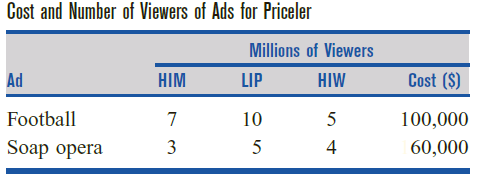 Cost and Number of Viewers of Ads for Priceler
Millions of Viewers
Ad HIM LIP HIW Cost ($)
Football 7 10 5 100,000
Soap opera 3 5 4 60,000